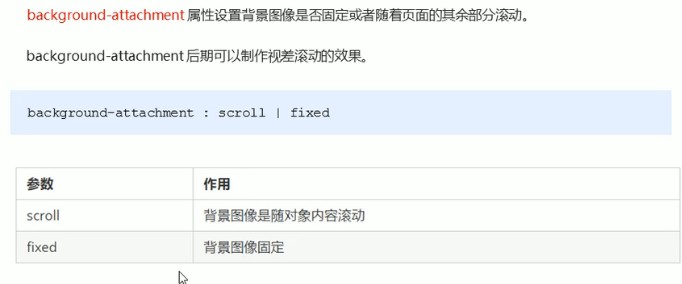 background-attachment 属性设置背景图像是否固定或者随着页面的其余部分滚动。
background-attachment 后期可以制作视差滚动的效果。
background-attachment : scroll | fixed
参数 作用
scroll 背景图像是随对象内容滚动
fixed 背景图像固定